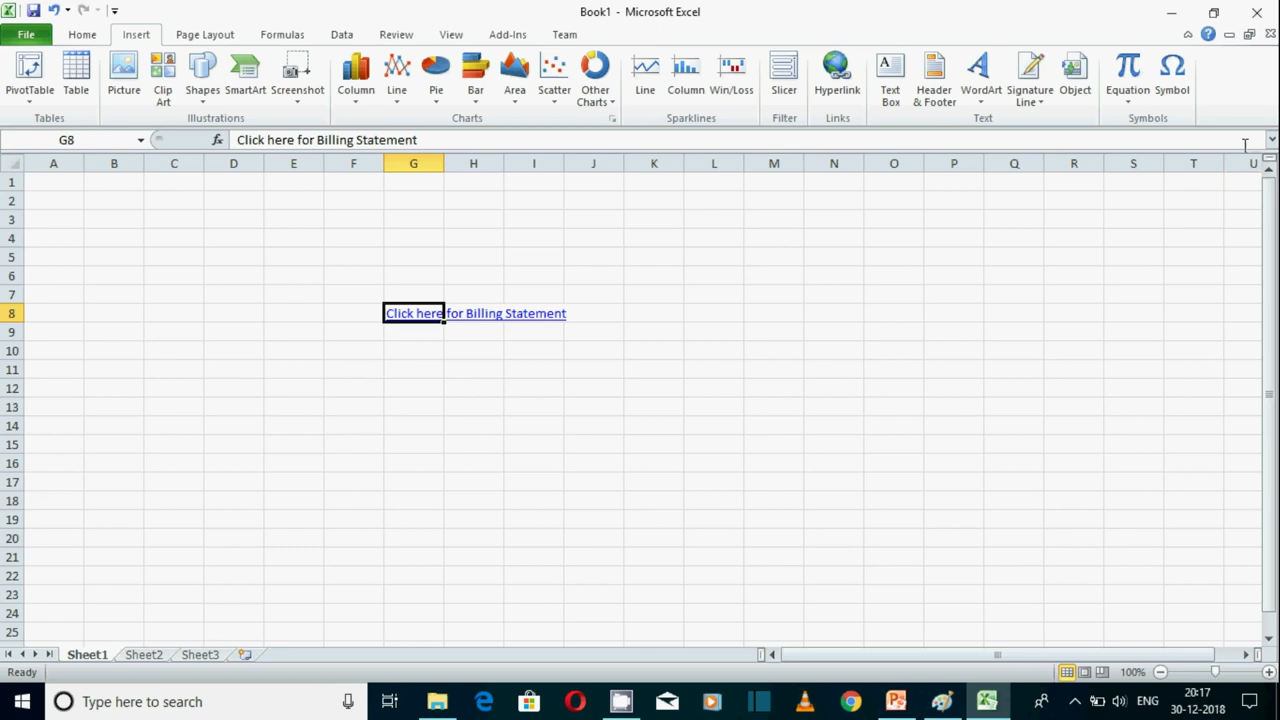 Book1 - Microsoft Excel
File Home Insert Page Layout Formulas Data Review View Add-Ins Team
PivotTable Table Picture Clip Art Shapes SmartArt Screenshot Column Line Pie Bar Area Scatter Other Charts Line Column Win/Loss Slicer Hyperlink Text Box Header & Footer WordArt Signature Line Object Equation Symbol
Tables Illustrations Charts Sparklines Filter Links Text Symbols
G8 fx Click here for Billing Statement
A B C D E F G H I J K L M N O P Q R S T U
1
2
3
4
5
6
7
8 Click here for Billing Statement
9
10
11
12
13
14
15
16
17
18
19
20
21
22
23
24
25
Sheet1 Sheet2 Sheet3
Ready 100%
Type here to search ENG 20:17
30-12-2018